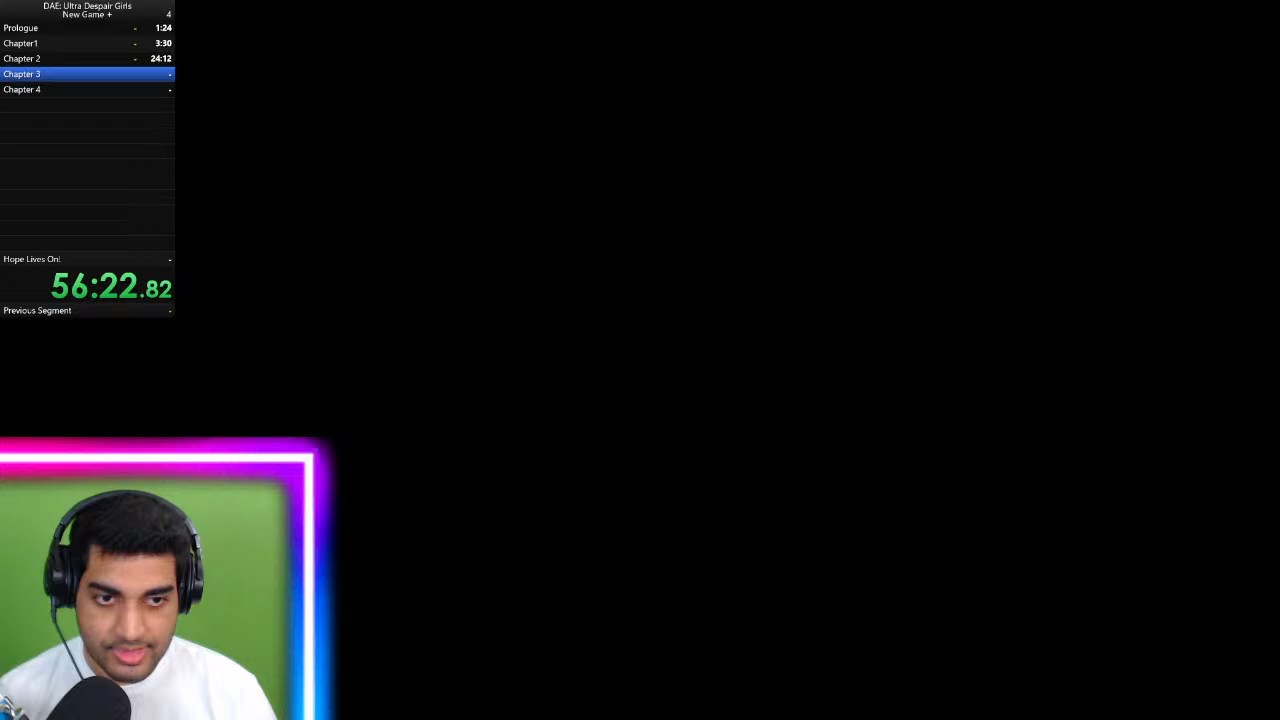 DAE: Ultra Despair Girls
New Game + 4
Prologue - 1:24
Chapter1 - 3:30
Chapter 2 - 24:12
Chapter 3 -
Chapter 4 -
Hope Lives On! -
56:22.82
Previous Segment -